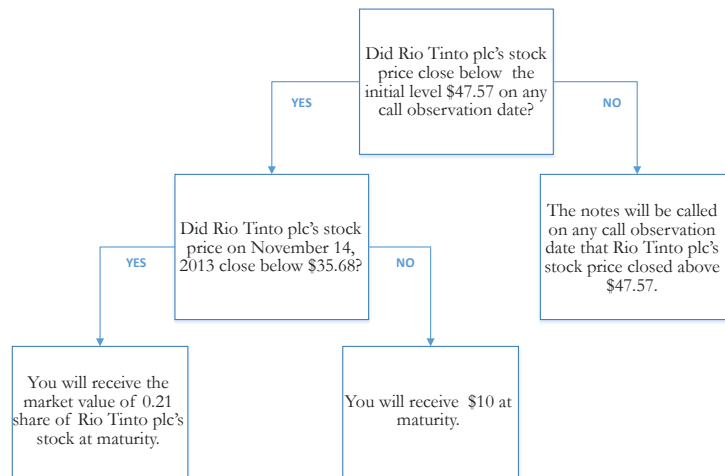 Did Rio Tinto plc's stock
price close below the
initial level $47.57 on any
call observation date?
YES
NO
Did Rio Tinto plc's stock
price on November 14,
2013 close below $35.68?
The notes will be called
on any call observation
date that Rio Tinto plc's
stock price closed above
$47.57.
YES
NO
You will receive the
market value of 0.21
share of Rio Tinto plc's
stock at maturity.
You will receive $10 at
maturity.